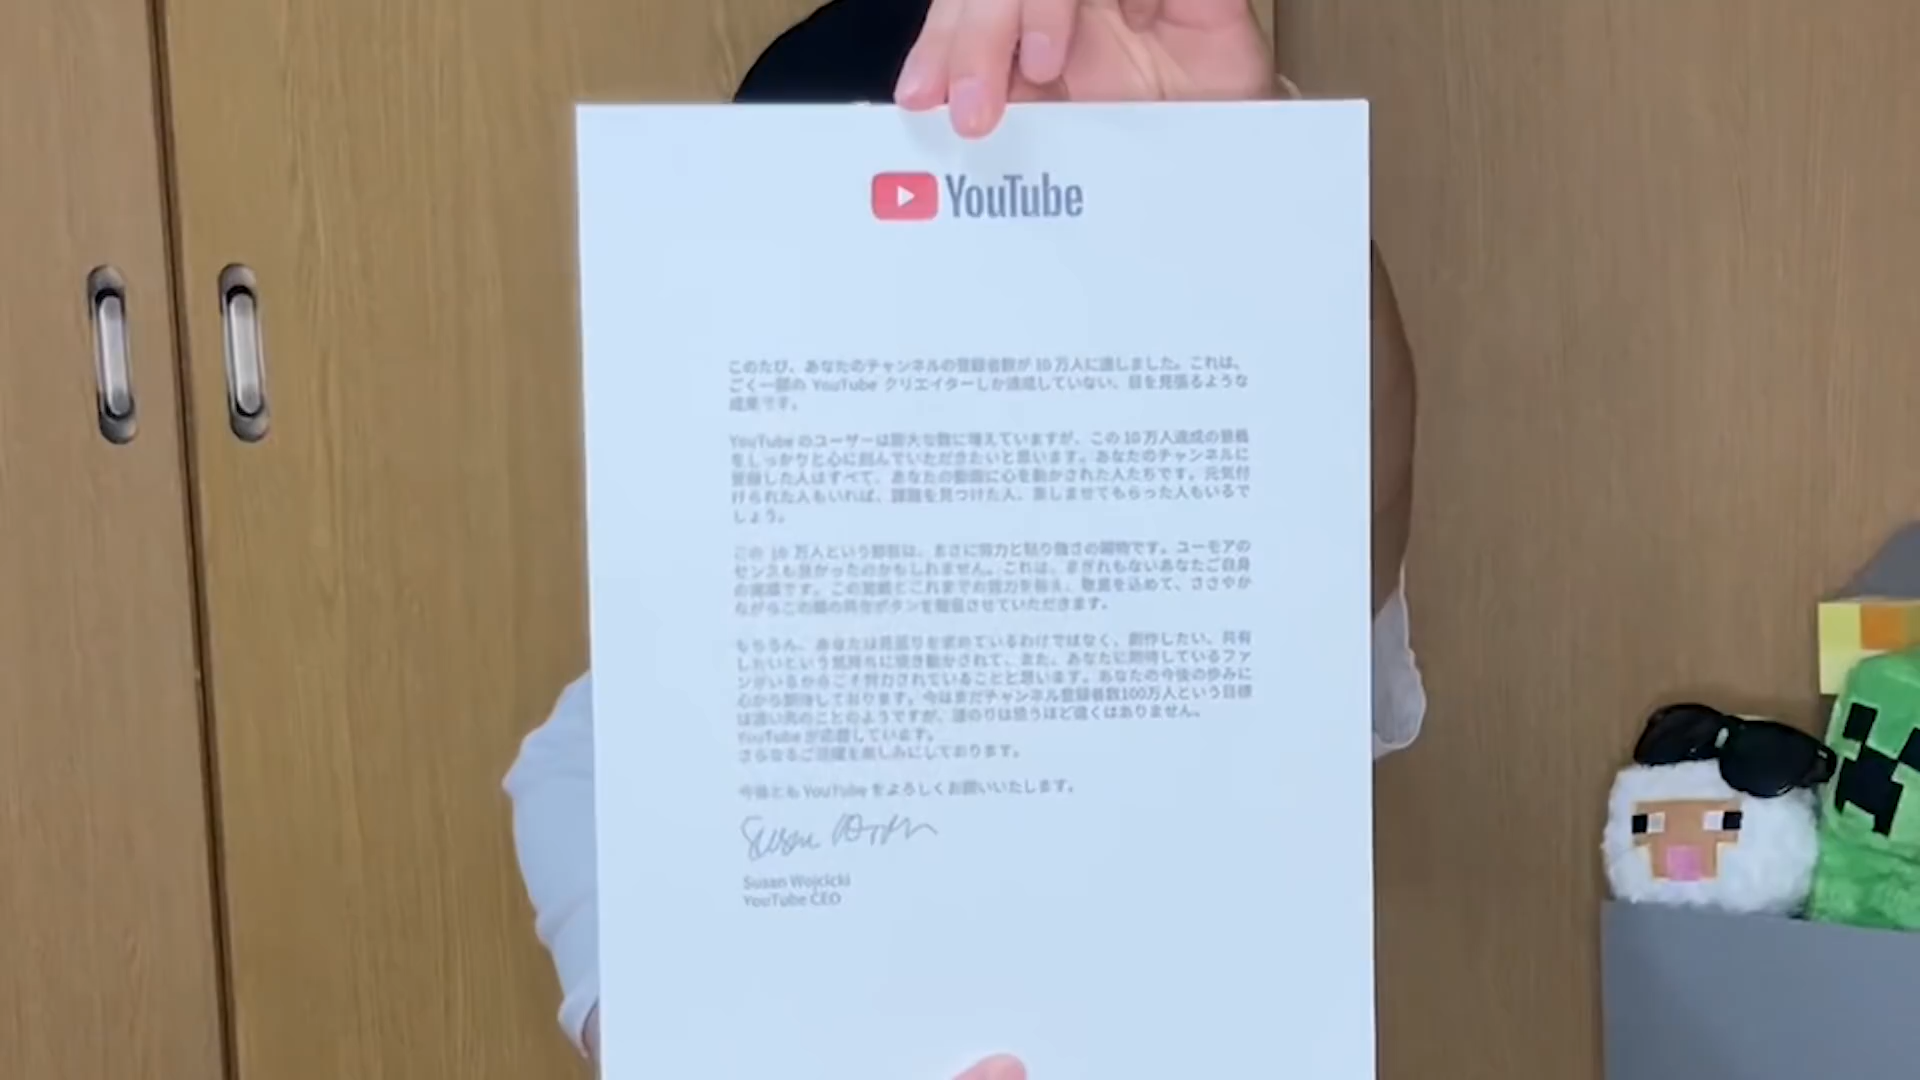 YouTube
このたび、あなたのチャンネルの登録者数が 10 万人に達しました。これは、
ごく一部の YouTube クリエイターしか達成していない、目を見張るような
成果です。
YouTube のユーザーは膨大な数に増えていますが、この 10 万人達成の意義
をしっかりと心に刻んでいただきたいと思います。あなたのチャンネルに
登録した人はすべて、あなたの動画に心を動かされた人たちです。元気付
けられた人もいれば、課題を見つけた人、楽しませてもらった人もいるで
しょう。
この 10 万人という節目は、まさに努力と粘り強さの賜物です。ユーモアの
センスも良かったのかもしれません。これは、まぎれもないあなたご自身
の実績です。この実績とこれまでの努力を称え、敬意を込めて、ささやか
ながらこの銀の再生ボタンを贈呈させていただきます。
もちろん、あなたは見返りを求めているわけではなく、創作したい、共有
したいという気持ちに突き動かされて、また、あなたに期待しているファ
ンがいるからこそ努力されていることと思います。あなたの今後の歩みに
心から期待しております。今はまだチャンネル登録者数100万人という目標
は遠い先のことのようですが、道のりは思うほど遠くはありません。
YouTube が応援しています。
さらなるご活躍を楽しみにしております。
今後とも YouTube をよろしくお願いいたします。
Susan Wojcicki
YouTube CEO